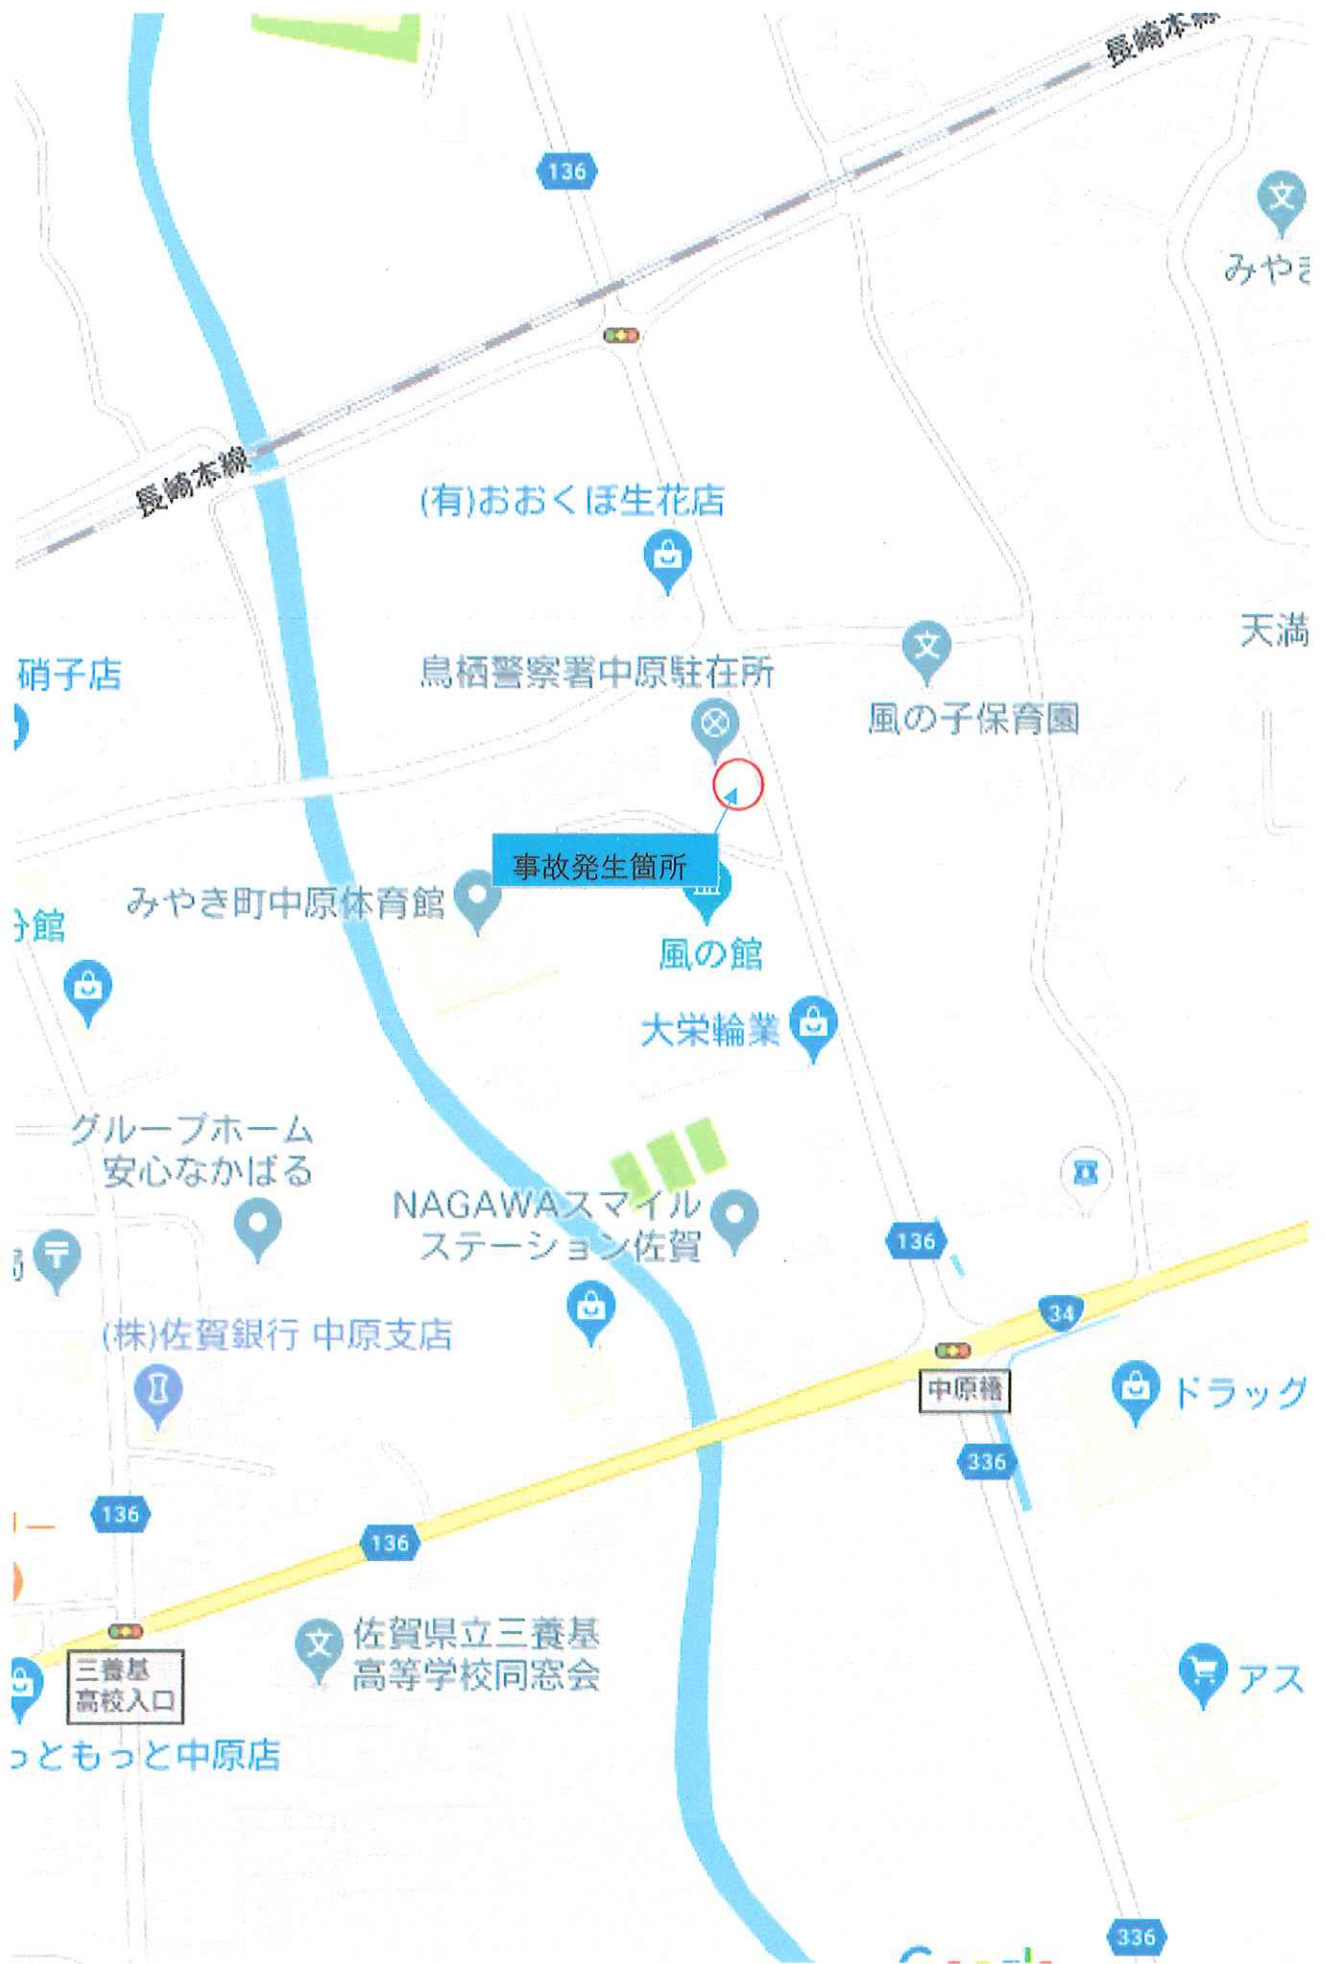 長崎本線
136
みやき
長崎本線
(有)おおくぼ生花店
天満
硝子店
鳥栖警察署中原駐在所
風の子保育園
事故発生箇所
みやき町中原体育館
分館
風の館
大栄輪業
グループホーム
安心なかばる
NAGAWAスマイル
ステーション佐賀
136
34
(株)佐賀銀行 中原支店
中原橋
ドラッグ
336
136
136
佐賀県立三養基
高等学校同窓会
三養基
高校入口
アス
っともっと中原店
336